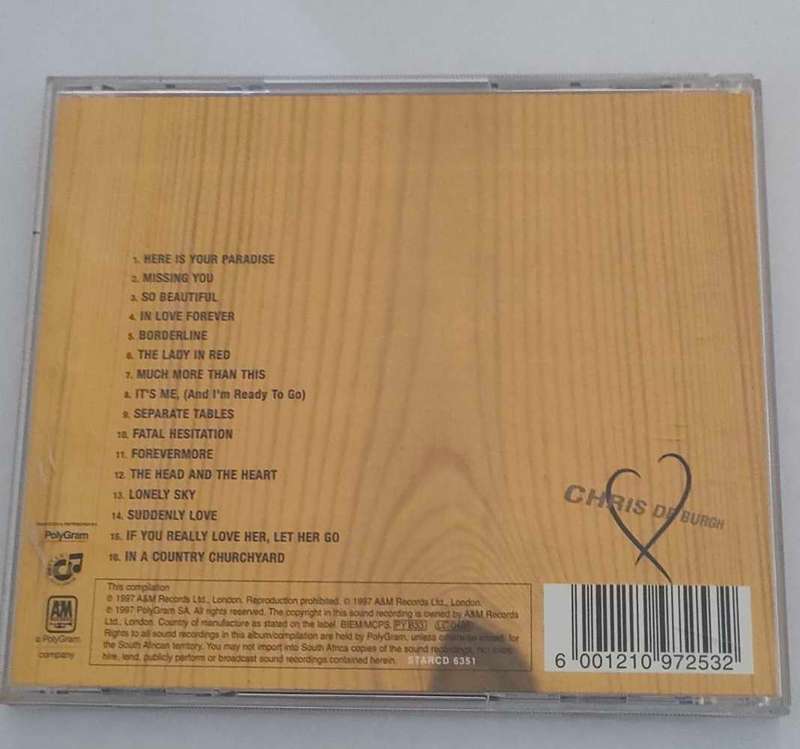 1. HERE IS YOUR PARADISE
2. MISSING YOU
3. SO BEAUTIFUL
4. IN LOVE FOREVER
5. BORDERLINE
6. THE LADY IN RED
7. MUCH MORE THAN THIS
8. IT'S ME, (And I'm Ready To Go)
9. SEPARATE TABLES
10. FATAL HESITATION
11. FOREVERMORE
12. THE HEAD AND THE HEART
13. LONELY SKY
14. SUDDENLY LOVE
15. IF YOU REALLY LOVE HER, LET HER GO
16. IN A COUNTRY CHURCHYARD
CHRIS DE BURGH
PolyGram
A&M
a PolyGram
company
This compilation
℗ 1997 A&M Records Ltd., London. Reproduction prohibited. © 1997 A&M Records Ltd., London.
℗ 1997 PolyGram SA. All rights reserved. The copyright in this sound recording is owned by A&M Records
Ltd., London. Country of manufacture as stated on the label. BIEM/MCPS.
Rights to all sound recordings in this album/compilation are held by PolyGram, unless otherwise stated, for
the South African territory. You may not import into South Africa copies of the sound recordings, nor
hire, lend, publicly perform or broadcast sound recordings contained herein.
STARCD 6351
6 001210 972532